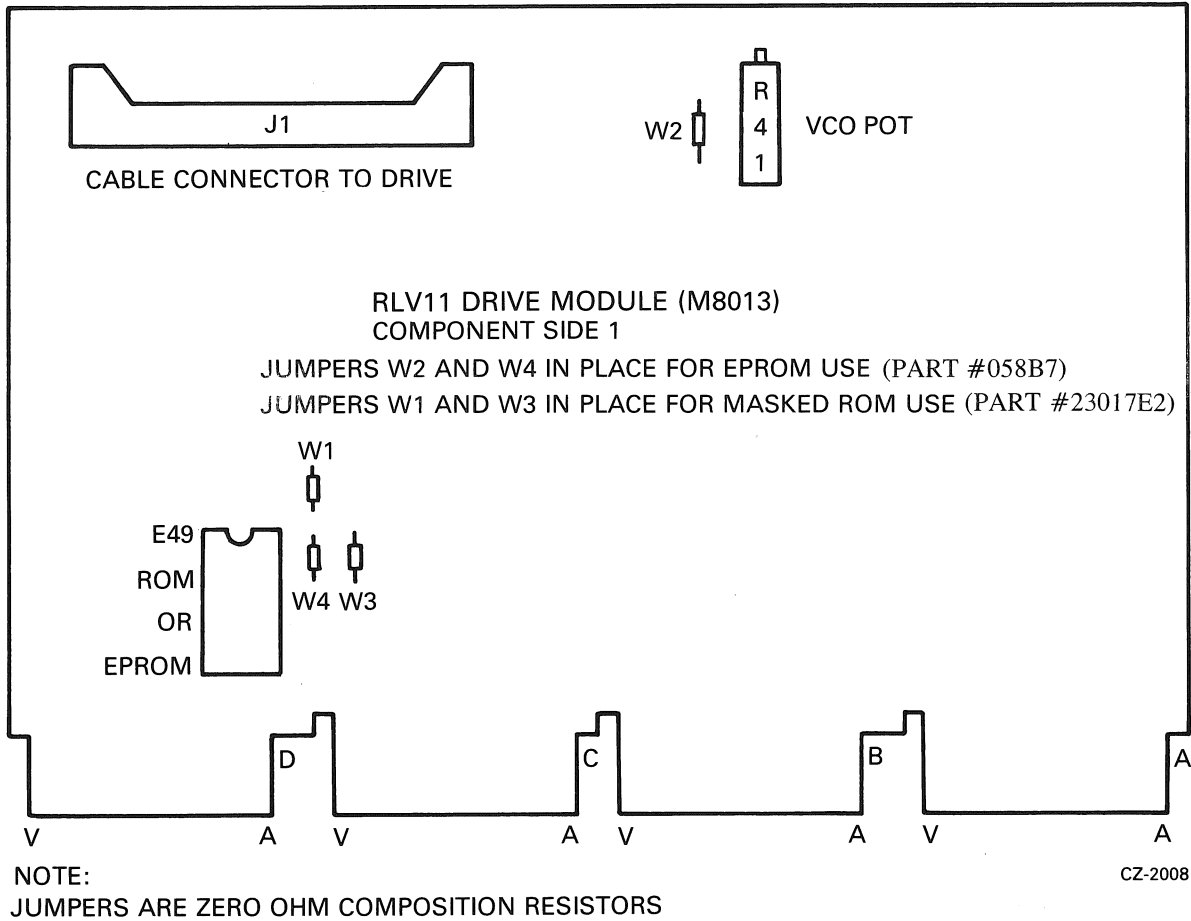 R
4
1
W2
VCO POT
J1
CABLE CONNECTOR TO DRIVE
RLV11 DRIVE MODULE (M8013)
COMPONENT SIDE 1
JUMPERS W2 AND W4 IN PLACE FOR EPROM USE (PART #058B7)
JUMPERS W1 AND W3 IN PLACE FOR MASKED ROM USE (PART #23017E2)
W1
E49
ROM
OR
EPROM
W4 W3
D C B A
V A V A V A V A
NOTE:
JUMPERS ARE ZERO OHM COMPOSITION RESISTORS
CZ-2008